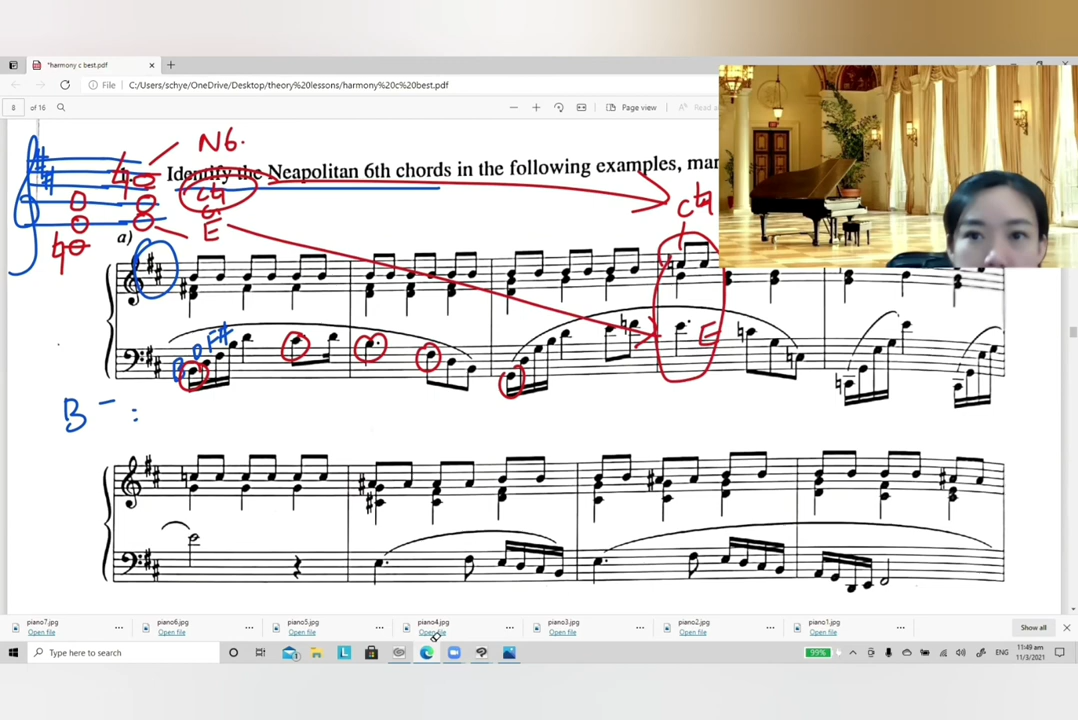 *harmony c best.pdf
File C:/Users/schye/OneDrive/Desktop/theory%20lessons/harmony%20c%20best.pdf
8 of 16
Page view
Read a
N6.
Identify the Neapolitan 6th chords in the following examples, mar
C♮
G
E
C♮
a)
B D F#
E
B - :
piano7.jpg
Open file
piano6.jpg
Open file
piano5.jpg
Open file
piano4.jpg
Open file
piano3.jpg
Open file
piano2.jpg
Open file
piano1.jpg
Open file
Show all
Type here to search
99%
ENG
11:49 am
11/3/2021